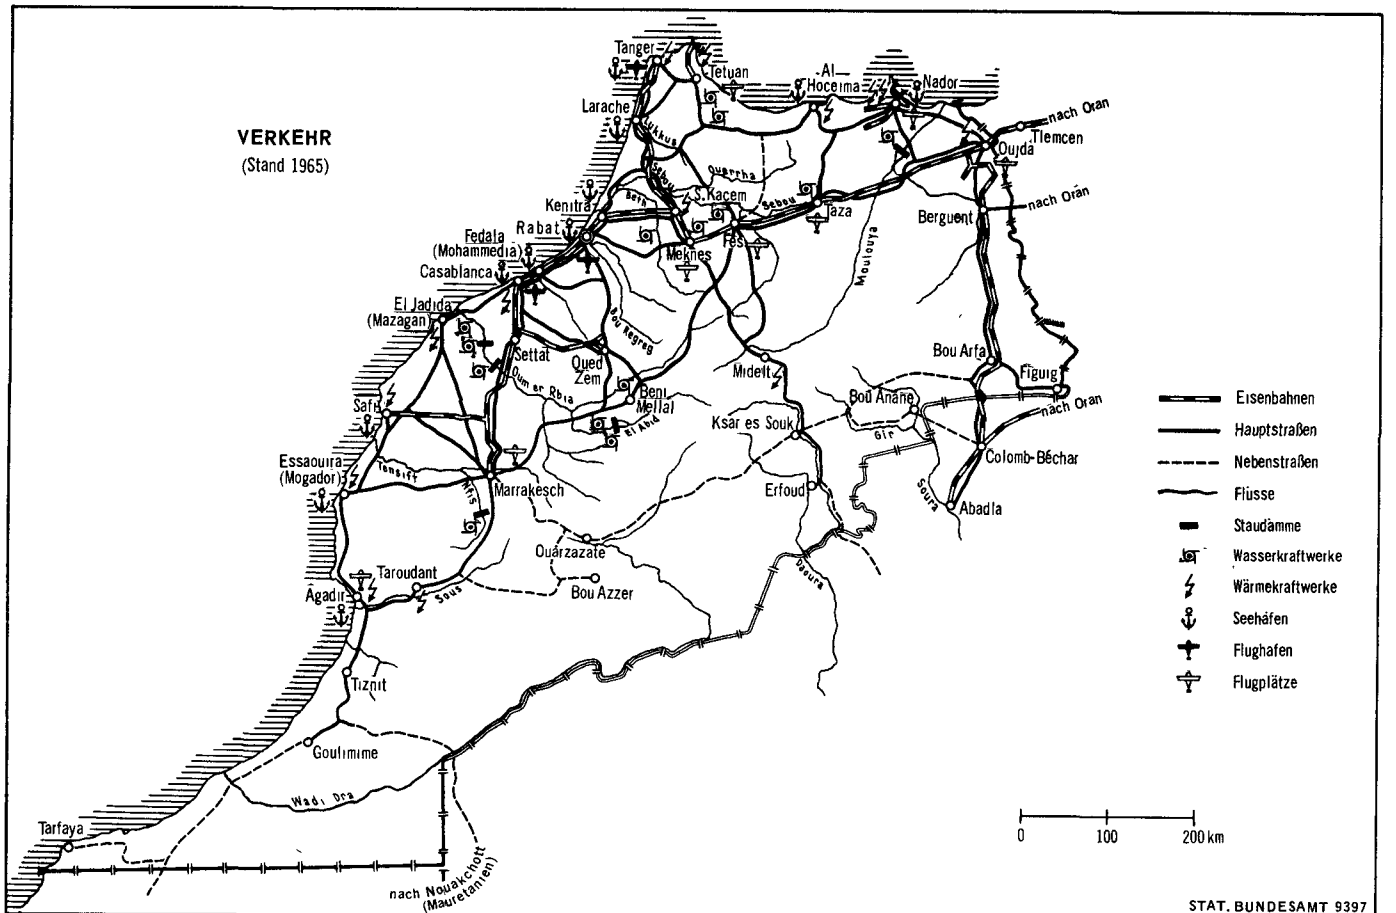 VERKEHR
(Stand 1965)
Tanger
Tetuan
Al
Hoceima
Nador
Larache
Lukkus
nach Oran
Tlemcen
Oujda
Ouerrha
Sebou
S.Kacem
Beth
Kenitra
Sebou
Taza
Berguent
nach Oran
Rabat
Fes
Fedala
(Mohammedia)
Meknes
Moulouya
Casablanca
El Jadida
(Mazagan)
Bou Regreg
Settat
Oued
Zem
Midelt
Bou Arfa
Figuig
Oum er Rbia
Beni
Mellal
Bou Anane
nach Oran
Safi
El Abid
Ksar es Souk
Gir
Colomb-Béchar
Essaouira
(Mogador)
Tensift
Nfis
Marrakesch
Erfoud
Soura
Abadla
Ouarzazate
Taroudant
Daoura
Agadir
Sous
Bou Azzer
Tiznit
Goulimime
Wadi Dra
Tarfaya
nach Nouakchott
(Mauretanien)
Eisenbahnen
Hauptstraßen
Nebenstraßen
Flüsse
Staudämme
Wasserkraftwerke
Wärmekraftwerke
Seehäfen
Flughafen
Flugplätze
0 100 200 km
STAT. BUNDESAMT 9397